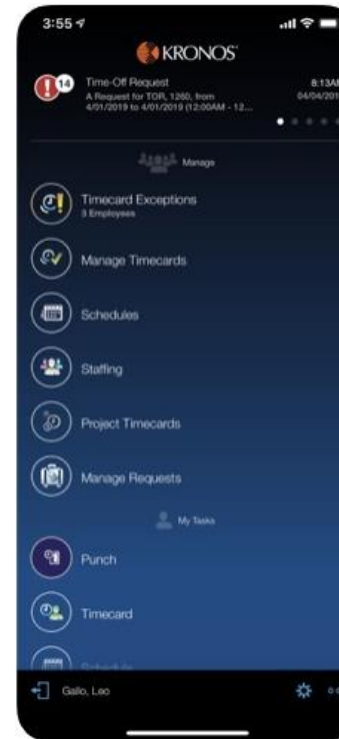 3:55
KRONOS
14
Time-Off Request
8:13AM
A Request for TOR, 1260, from
04/04/2019
4/01/2019 to 4/01/2019 (12:00AM - 12...
Manage
Timecard Exceptions
3 Employees
Manage Timecards
Schedules
Staffing
Project Timecards
Manage Requests
My Tasks
Punch
Timecard
Schedule
Gallo, Leo